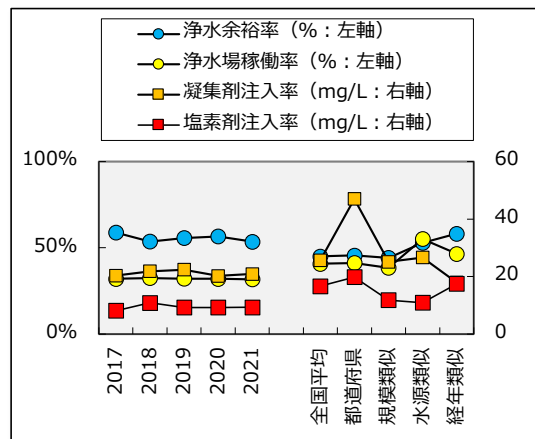 浄水余裕率（%：左軸）
浄水場稼働率（%：左軸）
凝集剤注入率（mg/L：右軸）
塩素剤注入率（mg/L：右軸）
100%
50%
0%
60
40
20
0
2017
2018
2019
2020
2021
全国平均
都道府県
規模類似
水源類似
経年類似